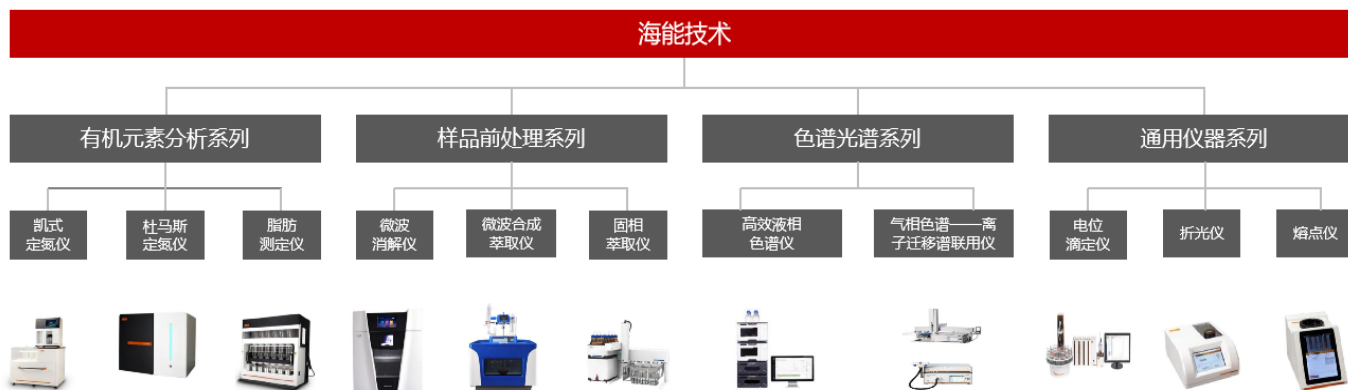 海能技术
有机元素分析系列
样品前处理系列
色谱光谱系列
通用仪器系列
凯式
定氮仪
杜马斯
定氮仪
脂肪
测定仪
微波
消解仪
微波合成
萃取仪
固相
萃取仪
高效液相
色谱仪
气相色谱——离
子迁移谱联用仪
电位
滴定仪
折光仪
熔点仪